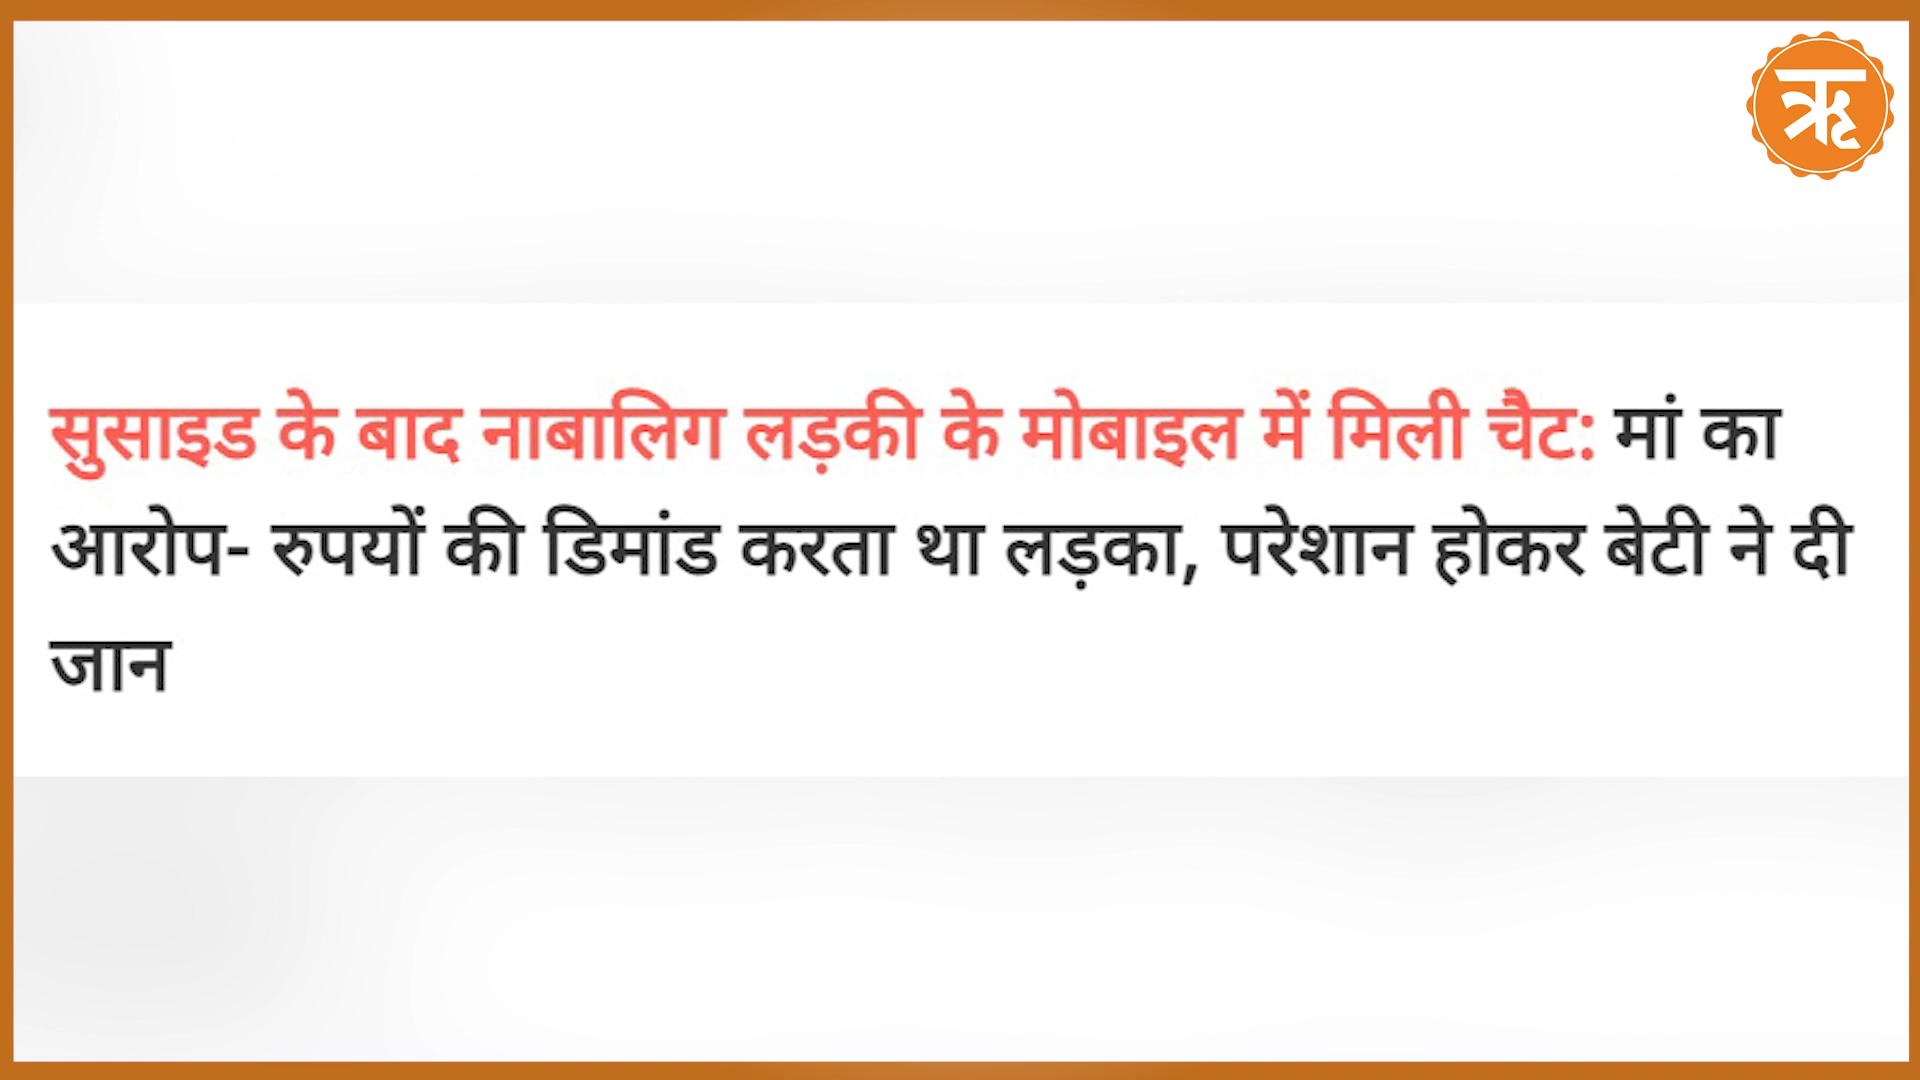 ऋ
सुसाइड के बाद नाबालिग लड़की के मोबाइल में मिली चैट: मां का
आरोप- रुपयों की डिमांड करता था लड़का, परेशान होकर बेटी ने दी
जान